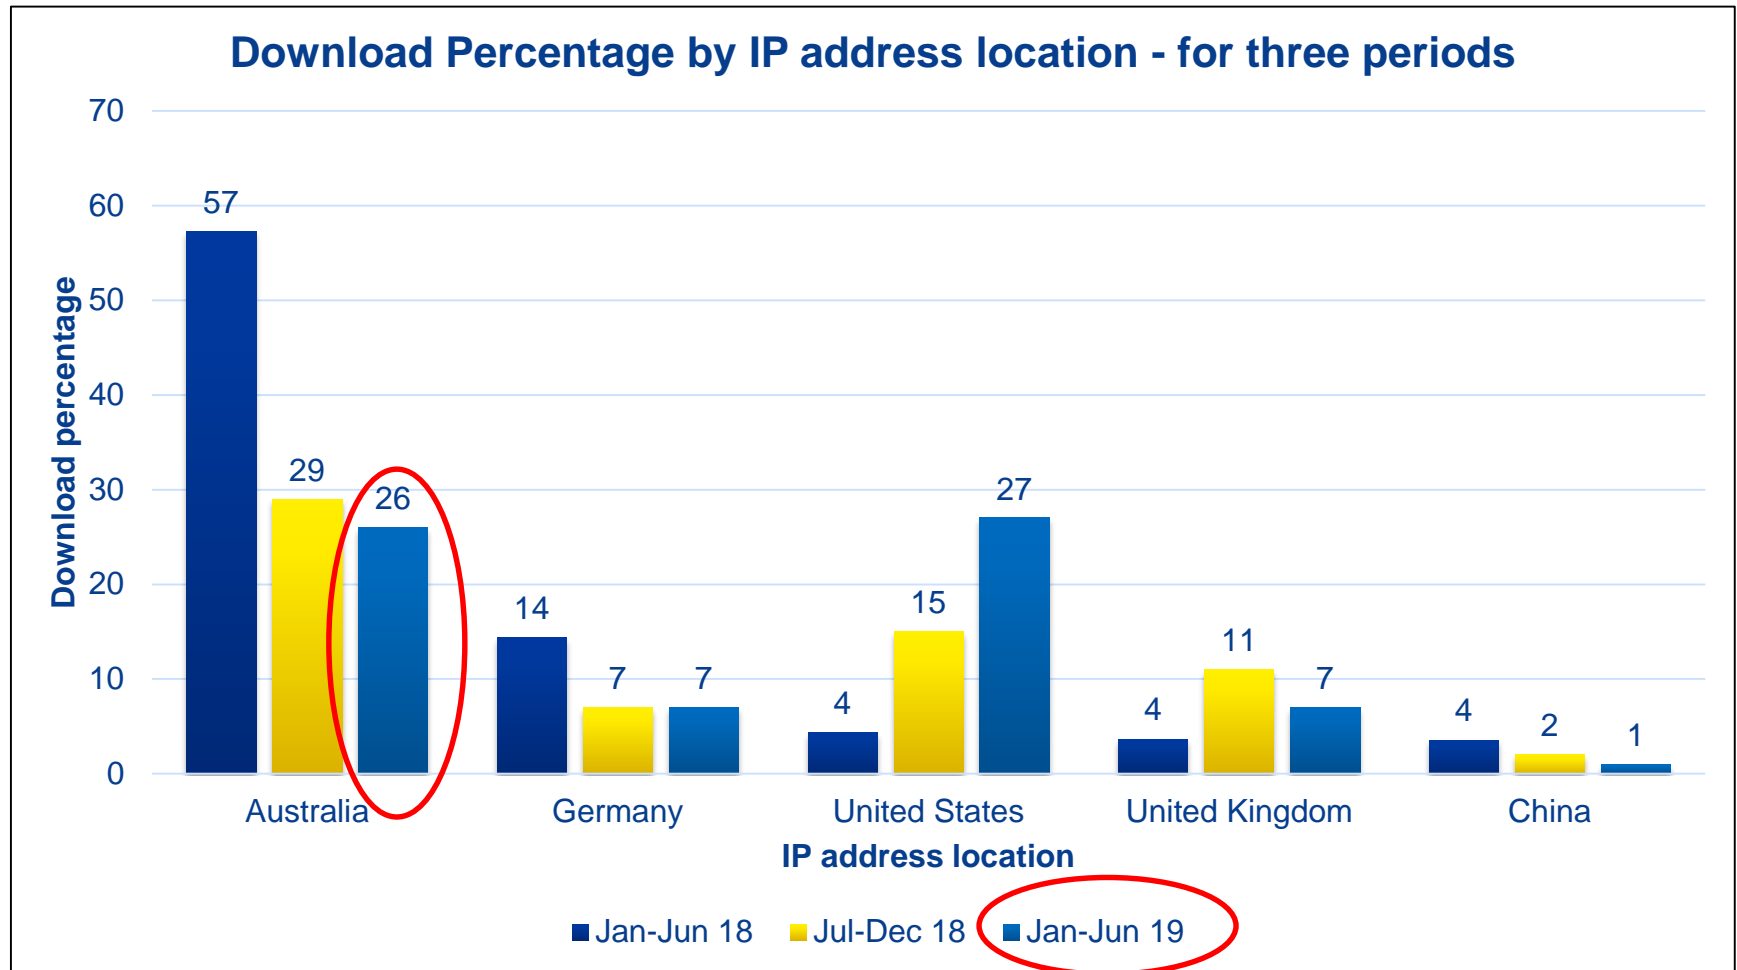 Download Percentage by IP address location - for three periods
Download percentage
70
60
50
40
30
20
10
0
57
29
26
14
7
7
4
15
27
4
11
7
4
2
1
Australia
Germany
United States
United Kingdom
China
IP address location
Jan-Jun 18
Jul-Dec 18
Jan-Jun 19